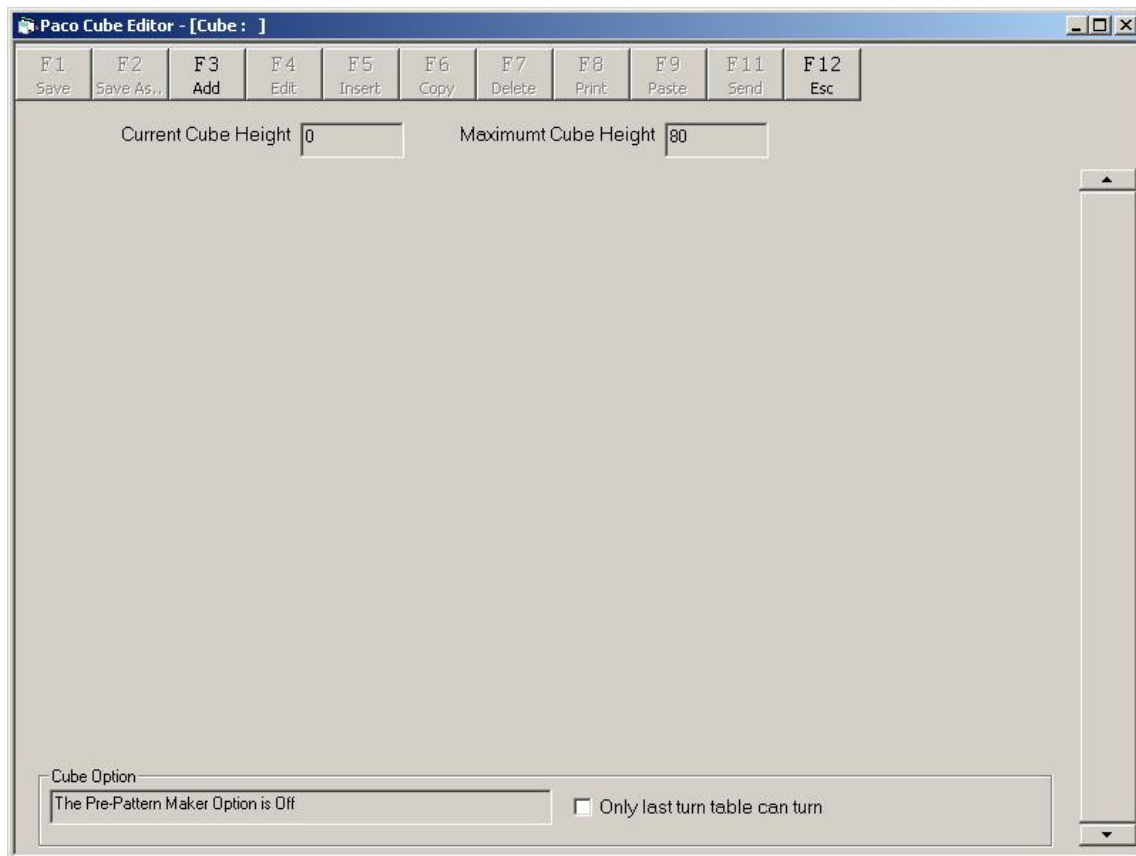 Paco Cube Editor - [Cube : ]
F1 F2 F3 F4 F5 F6 F7 F8 F9 F11 F12
Save Save As.. Add Edit Insert Copy Delete Print Paste Send Esc
Current Cube Height 0 Maximumt Cube Height 80
Cube Option
The Pre-Pattern Maker Option is Off Only last turn table can turn